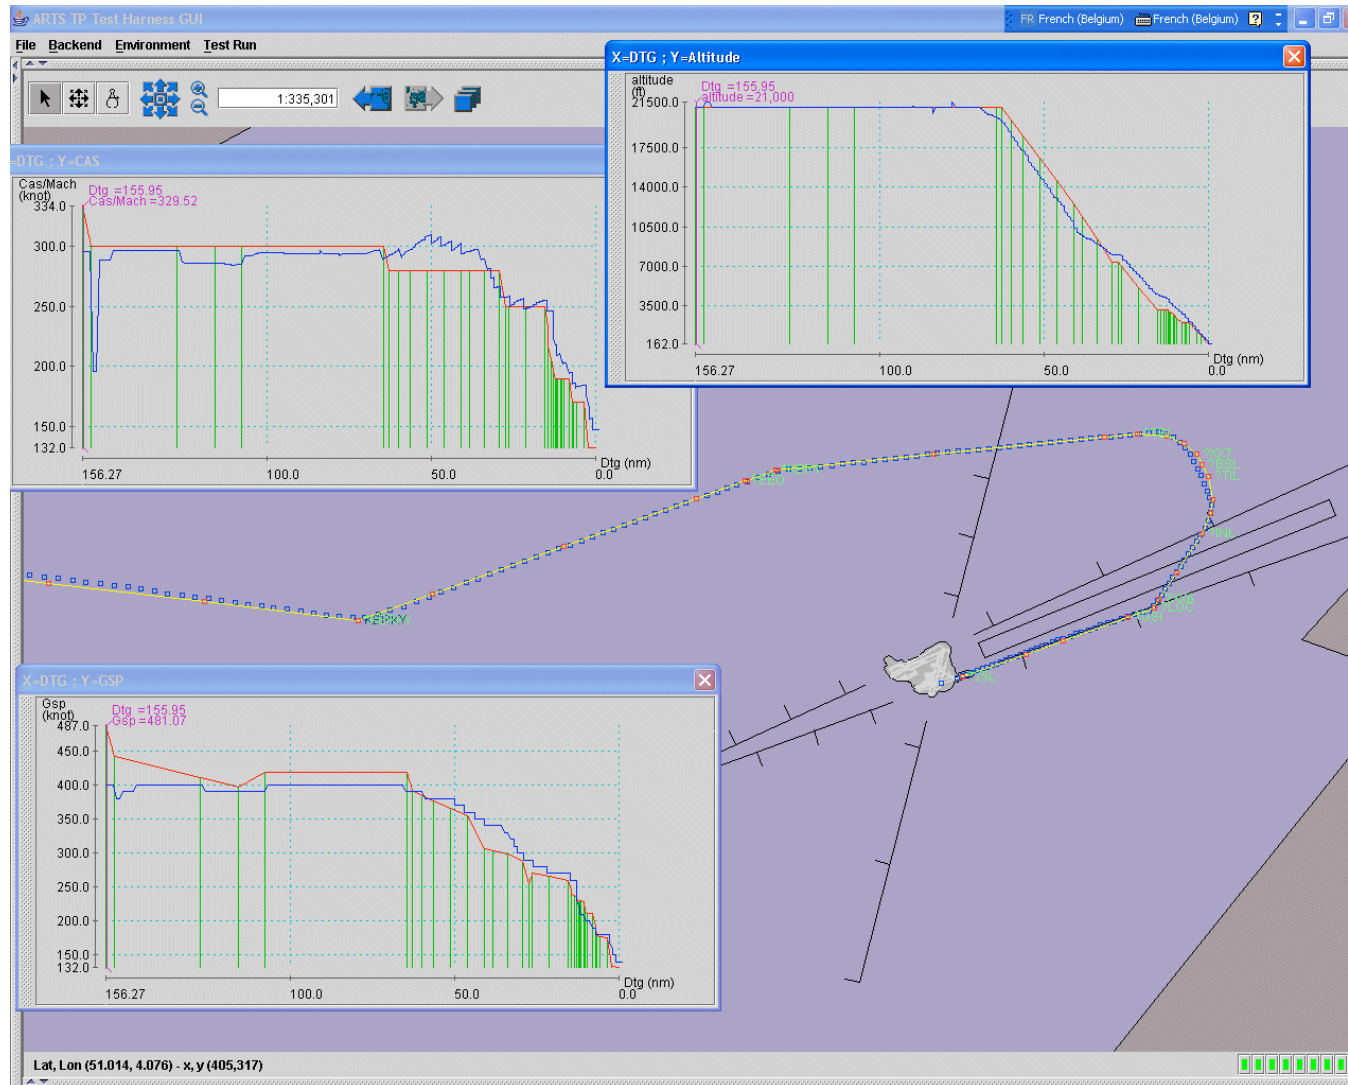 ARTS TP Test Harness GUI
FR French (Belgium) French (Belgium)
File Backend Environment Test Run
1:335,301
X=DTG ; Y=Altitude
altitude
(ft)
Dtg =155.95
altitude =21,000
21500.0
17500.0
14000.0
10500.0
7000.0
3500.0
162.0
Dtg (nm)
156.27 100.0 50.0 0.0
=DTG ; Y=CAS
Cas/Mach
(knot)
Dtg =155.95
Cas/Mach =329.52
334.0
300.0
250.0
200.0
150.0
132.0
Dtg (nm)
156.27 100.0 50.0 0.0
X=DTG ; Y=GSP
Gsp
(knot)
Dtg =155.95
Gsp =481.07
487.0
450.0
400.0
350.0
300.0
250.0
200.0
150.0
132.0
Dtg (nm)
156.27 100.0 50.0 0.0
Lat, Lon (51.014, 4.076) - x, y (405,317)